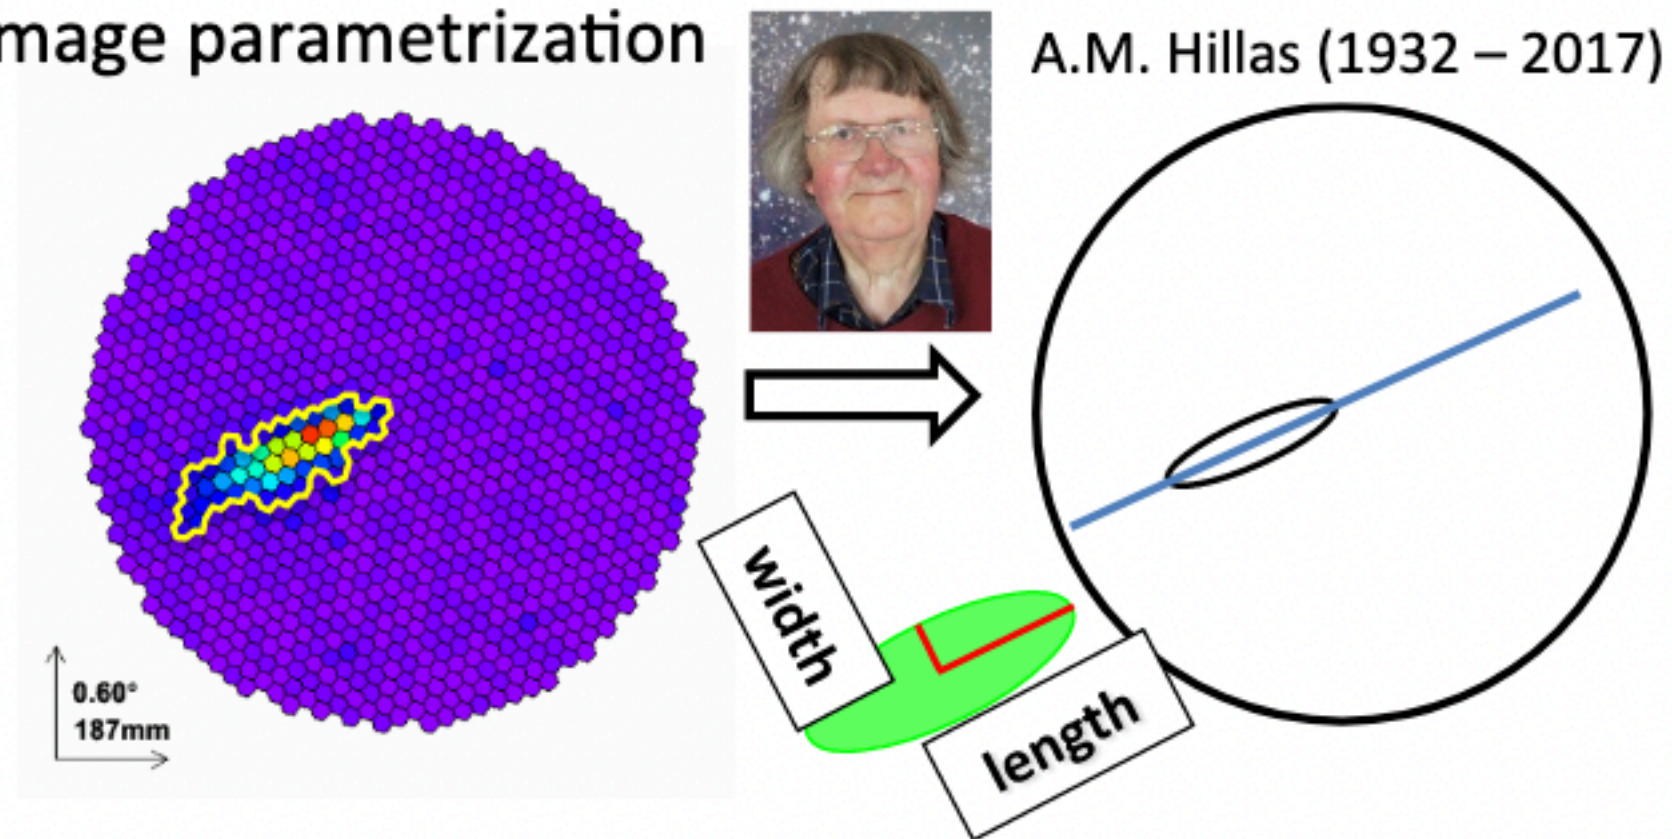 mage parametrization
A.M. Hillas (1932 – 2017)
width
length
0.60°
187mm